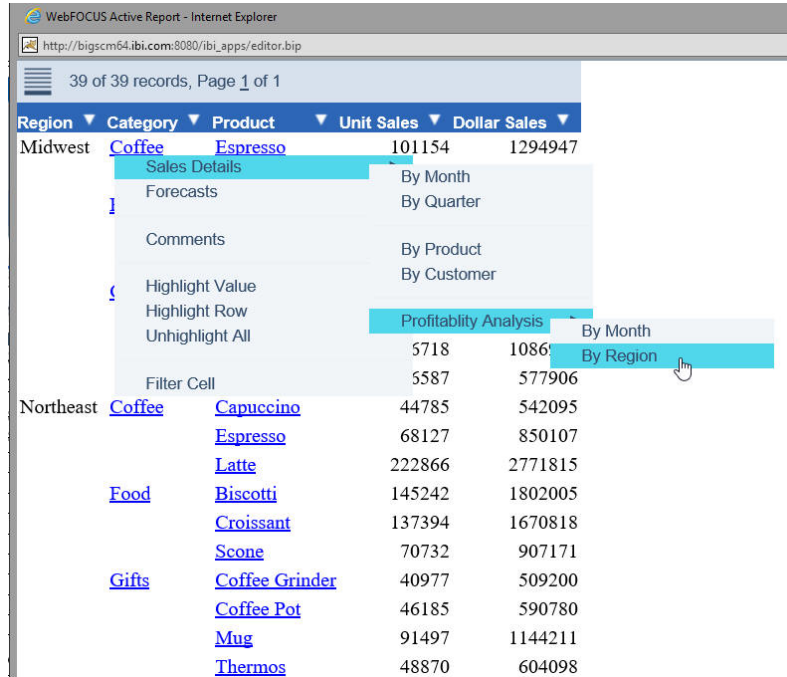 WebFOCUS Active Report - Internet Explorer
http://bigscm64.ibi.com:8080/ibi_apps/editor.bip
39 of 39 records, Page 1 of 1
Region Category Product Unit Sales Dollar Sales
Midwest Coffee Espresso 101154 1294947
Sales Details
Forecasts
Comments
Highlight Value
Highlight Row
Unhighlight All
Filter Cell
By Month
By Quarter
By Product
By Customer
Profitablity Analysis
By Month
By Region
577906
Northeast Coffee Capuccino 44785 542095
Espresso 68127 850107
Latte 222866 2771815
Food Biscotti 145242 1802005
Croissant 137394 1670818
Scone 70732 907171
Gifts Coffee Grinder 40977 509200
Coffee Pot 46185 590780
Mug 91497 1144211
Thermos 48870 604098